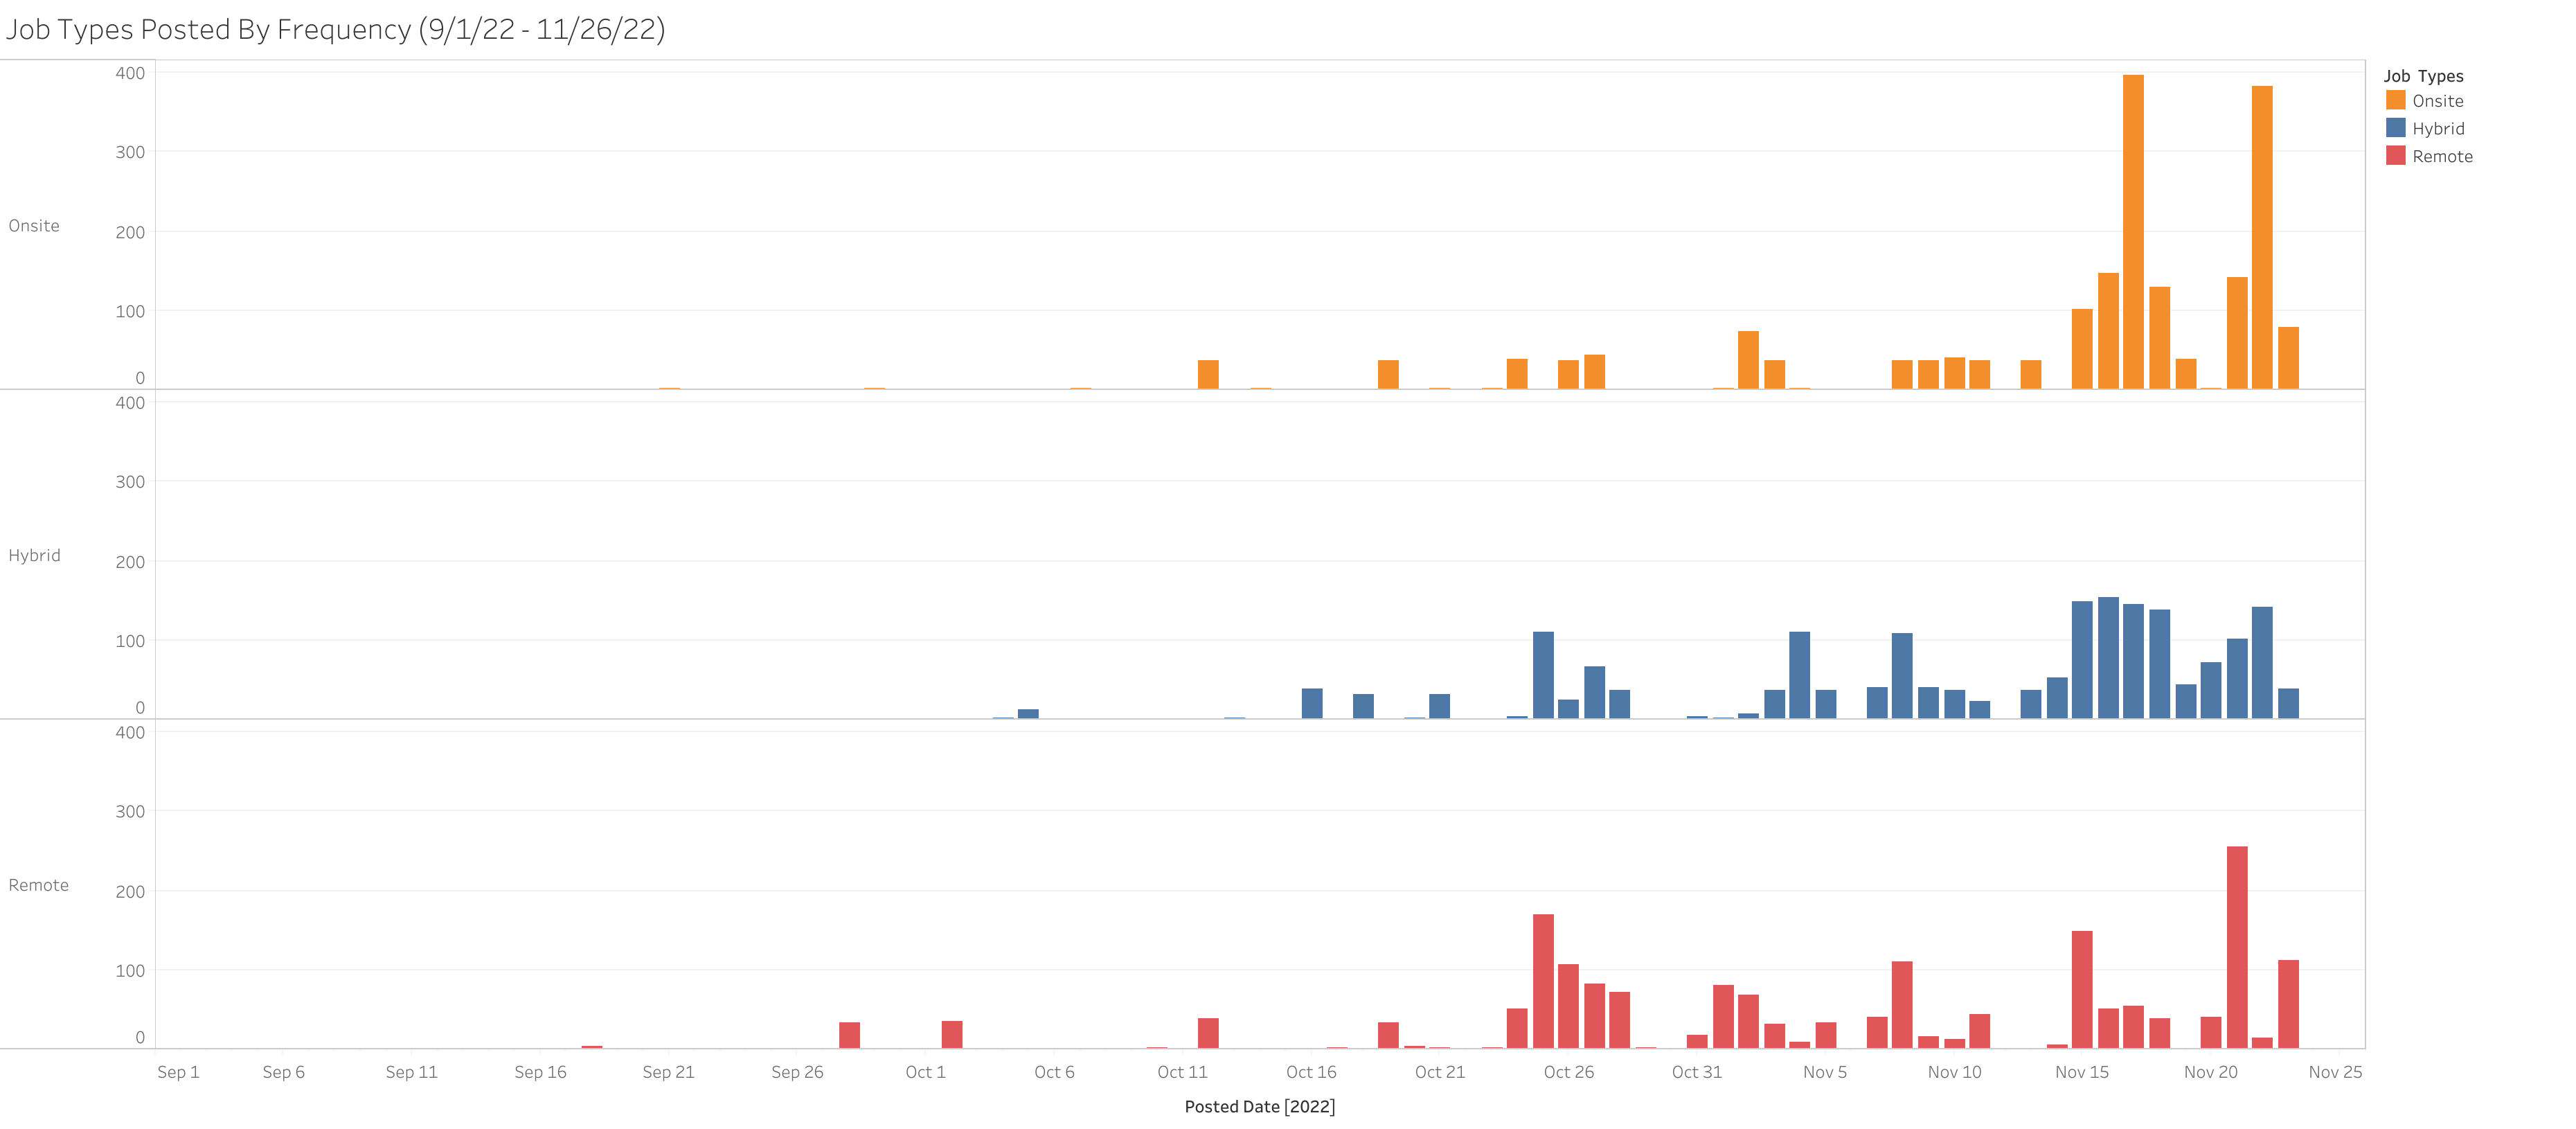 Job Types Posted By Frequency (9/1/22 - 11/26/22)
Job Types
Onsite
Hybrid
Remote
Onsite
400
300
200
100
0
Hybrid
400
300
200
100
0
Remote
400
300
200
100
0
Sep 1 Sep 6 Sep 11 Sep 16 Sep 21 Sep 26 Oct 1 Oct 6 Oct 11 Oct 16 Oct 21 Oct 26 Oct 31 Nov 5 Nov 10 Nov 15 Nov 20 Nov 25
Posted Date [2022]